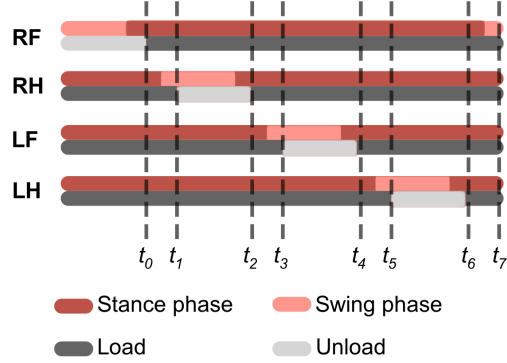 RF
RH
LF
LH
t0 t1 t2 t3 t4 t5 t6 t7
Stance phase Swing phase
Load Unload